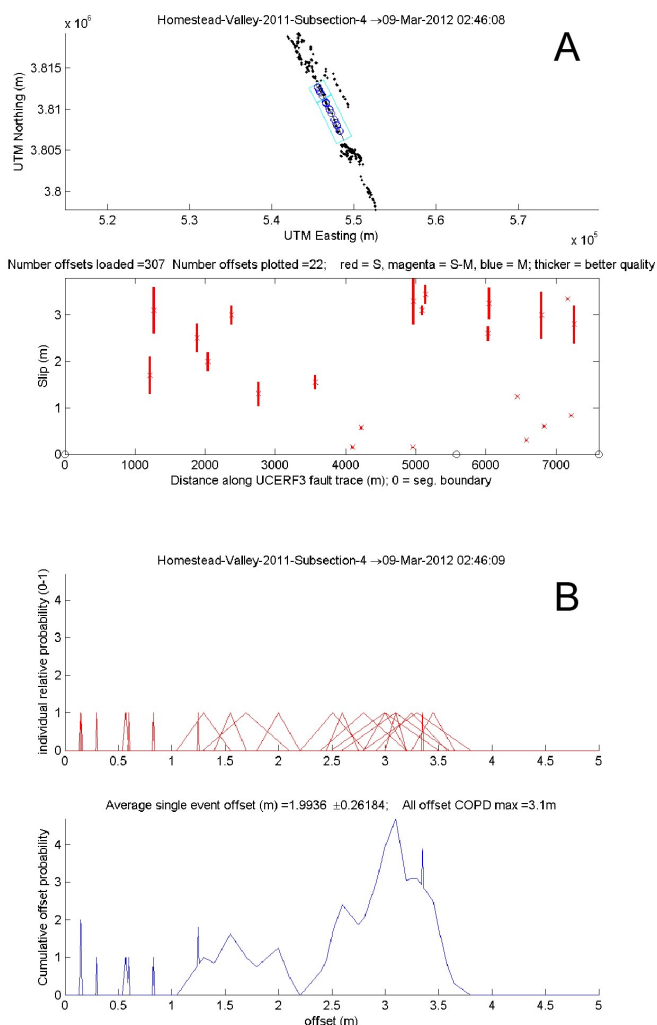 Homestead-Valley-2011-Subsection-4 →09-Mar-2012 02:46:08
x 10^6
A
3.815
3.81
3.805
3.8
UTM Northing (m)
5.2 5.3 5.4 5.5 5.6 5.7
UTM Easting (m)
x 10^5
Number offsets loaded =307 Number offsets plotted =22; red = S, magenta = S-M, blue = M; thicker = better quality
3
2
1
0
Slip (m)
0 1000 2000 3000 4000 5000 6000 7000
Distance along UCERF3 fault trace (m); 0 = seg. boundary
Homestead-Valley-2011-Subsection-4 →09-Mar-2012 02:46:09
B
4
3
2
1
0
individual relative probability (0-1)
0 0.5 1 1.5 2 2.5 3 3.5 4 4.5 5
Average single event offset (m) =1.9936 ±0.26184; All offset COPD max =3.1m
4
3
2
1
0
Cumulative offset probability
0 0.5 1 1.5 2 2.5 3 3.5 4 4.5 5
offset (m)